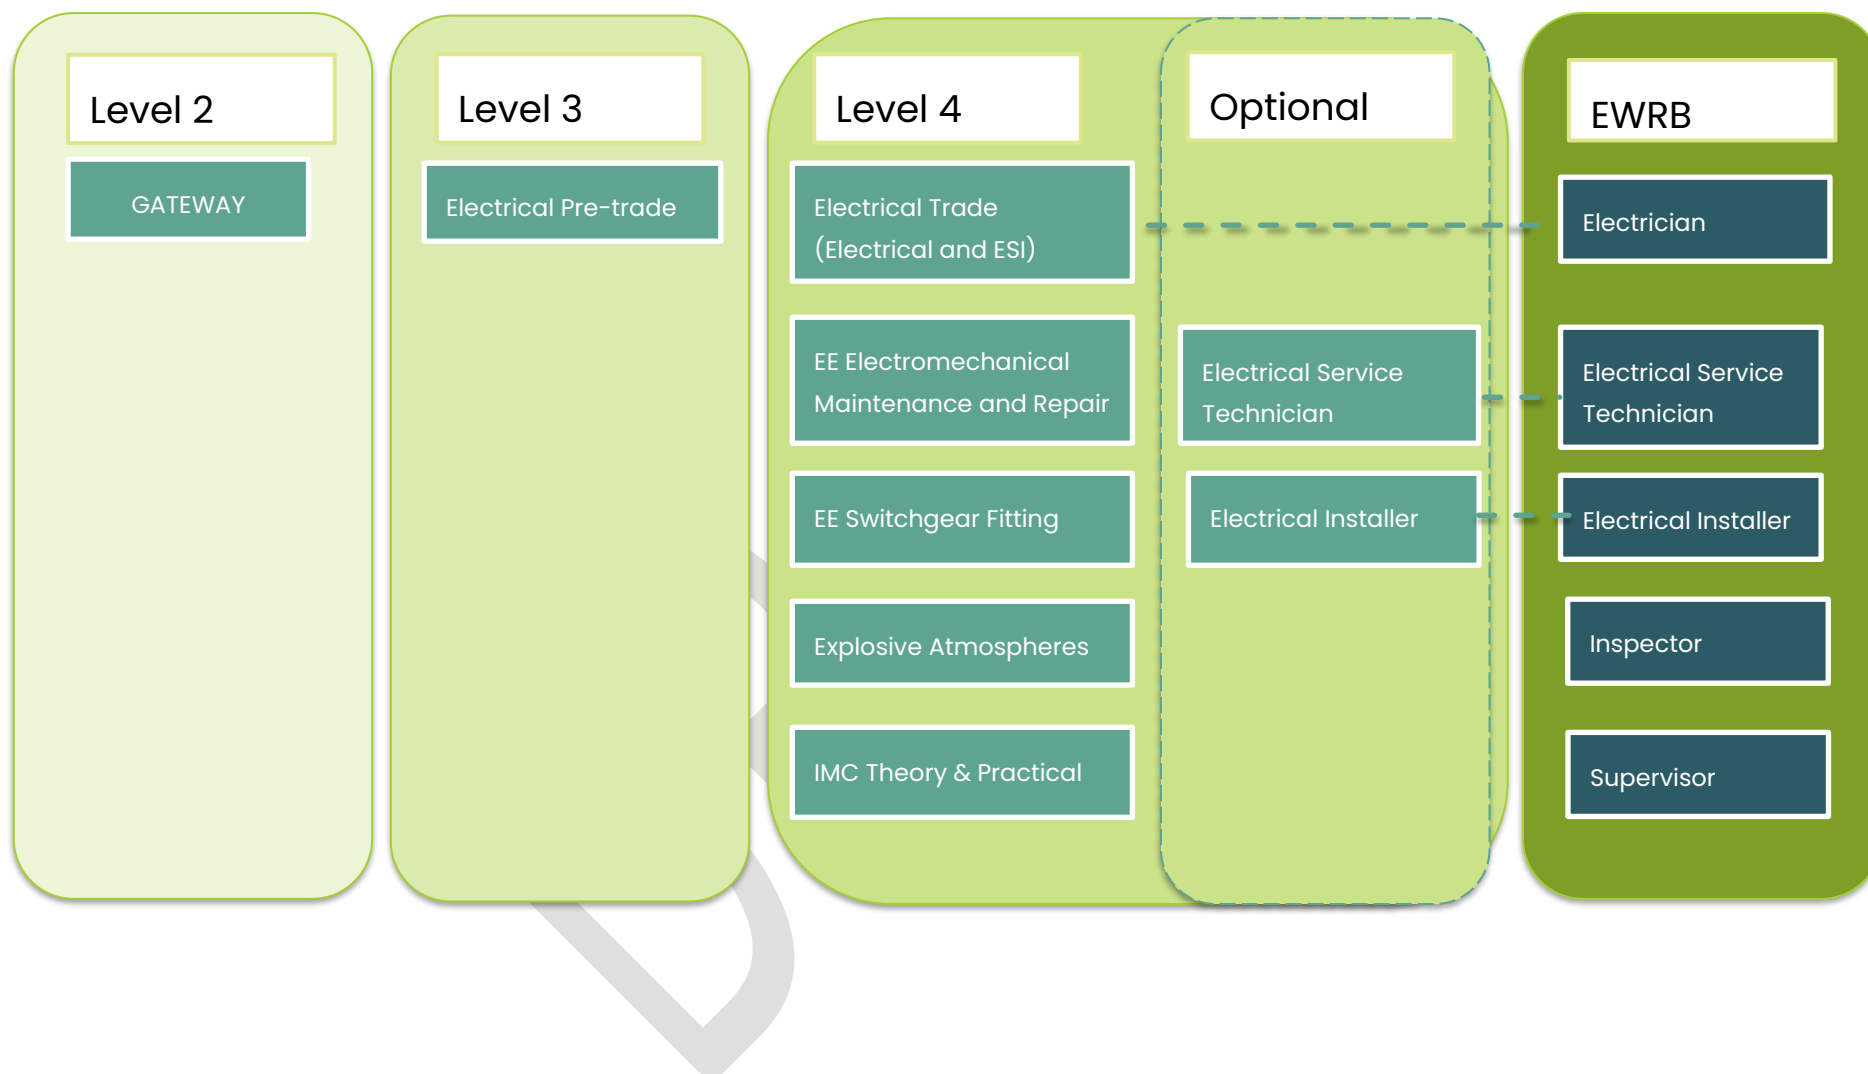 Level 2
GATEWAY
Level 3
Electrical Pre-trade
Level 4
Electrical Trade
(Electrical and ESI)
EE Electromechanical
Maintenance and Repair
EE Switchgear Fitting
Explosive Atmospheres
IMC Theory & Practical
Optional
Electrical Service
Technician
Electrical Installer
EWRB
Electrician
Electrical Service
Technician
Electrical Installer
Inspector
Supervisor